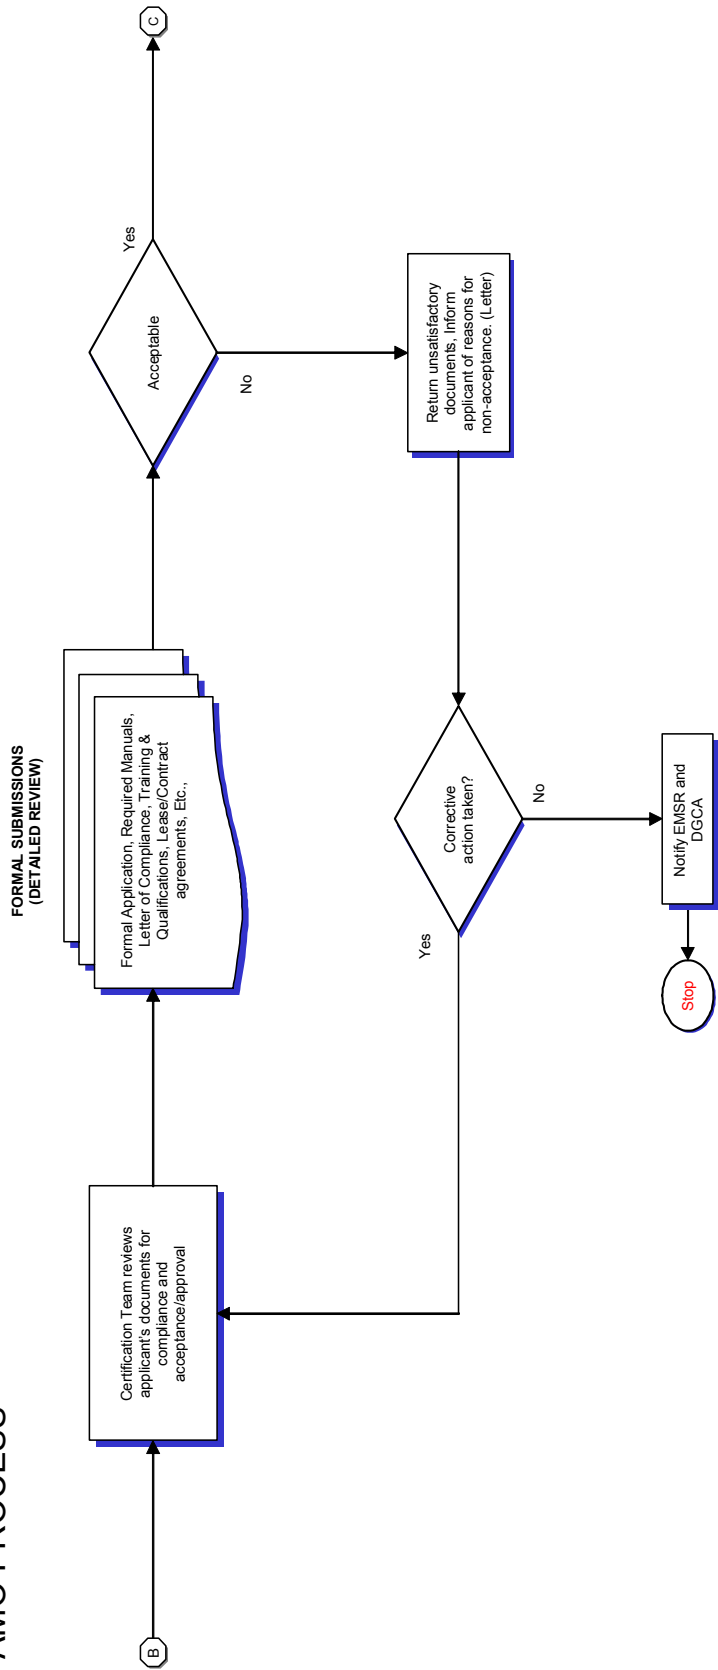 AMO PROCESS
FORMAL SUBMISSIONS
(DETAILED REVIEW)
B
Certification Team reviews
applicant's documents for
compliance and
acceptance/approval
Formal Application, Required Manuals,
Letter of Compliance, Training &
Qualifications, Lease/Contract
agreements, Etc.,
Acceptable
Yes
C
No
Return unsatisfactory
documents, Inform
applicant of reasons for
non-acceptance. (Letter)
Corrective
action taken?
Yes
No
Notify EMSR and
DGCA
Stop